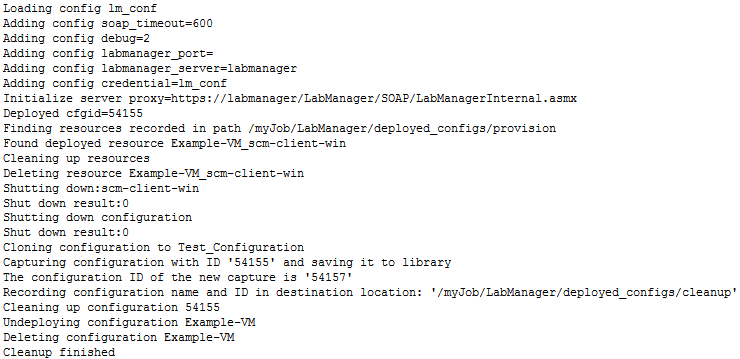 Loading config lm_conf
Adding config soap_timeout=600
Adding config debug=2
Adding config labmanager_port=
Adding config labmanager_server=labmanager
Adding config credential=lm_conf
Initialize server proxy=https://labmanager/LabManager/SOAP/LabManagerInternal.asmx
Deployed cfgid=54155
Finding resources recorded in path /myJob/LabManager/deployed_configs/provision
Found deployed resource Example-VM_scm-client-win
Cleaning up resources
Deleting resource Example-VM_scm-client-win
Shutting down:scm-client-win
Shut down result:0
Shutting down configuration
Shut down result:0
Cloning configuration to Test_Configuration
Capturing configuration with ID '54155' and saving it to library
The configuration ID of the new capture is '54157'
Recording configuration name and ID in destination location: '/myJob/LabManager/deployed_configs/cleanup'
Cleaning up configuration 54155
Undeploying configuration Example-VM
Deleting configuration Example-VM
Cleanup finished